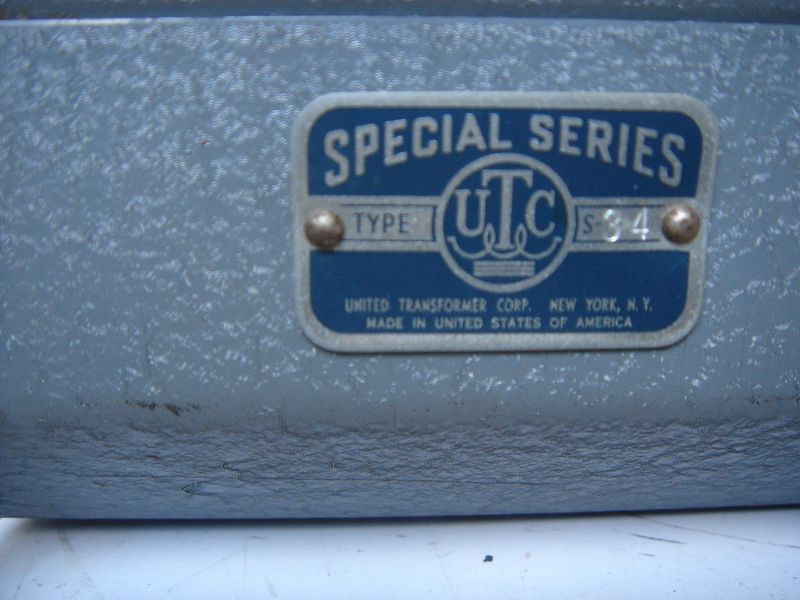 SPECIAL SERIES
TYPE UTC S-34
UNITED TRANSFORMER CORP. NEW YORK, N.Y.
MADE IN UNITED STATES OF AMERICA